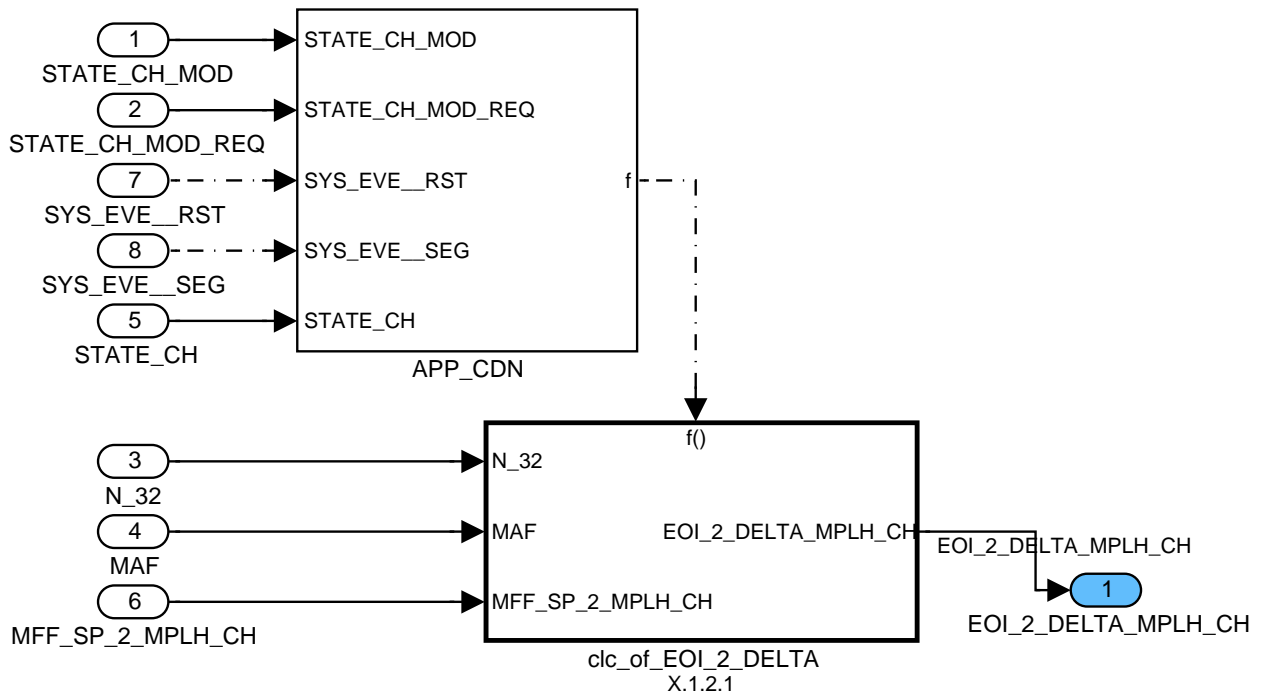 1
STATE_CH_MOD
STATE_CH_MOD
2
STATE_CH_MOD_REQ
STATE_CH_MOD_REQ
7
SYS_EVE__RST
SYS_EVE__RST
f
8
SYS_EVE__SEG
SYS_EVE__SEG
5
STATE_CH
STATE_CH
APP_CDN
f()
3
N_32
N_32
4
MAF
MAF
EOI_2_DELTA_MPLH_CH
EOI_2_DELTA_MPLH_CH
6
MFF_SP_2_MPLH_CH
MFF_SP_2_MPLH_CH
1
EOI_2_DELTA_MPLH_CH
clc_of_EOI_2_DELTA
X.1.2.1